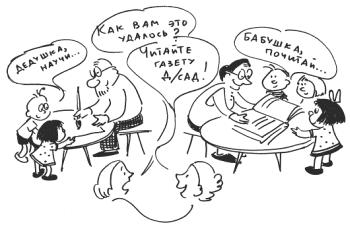 ДЕДУШКА,
НАУЧИ...
КАК ВАМ ЭТО
УДАЛОСЬ?
ЧИТАЙТЕ
ГАЗЕТУ
Д/САД!
БАБУШКА,
ПОЧИТАЙ...